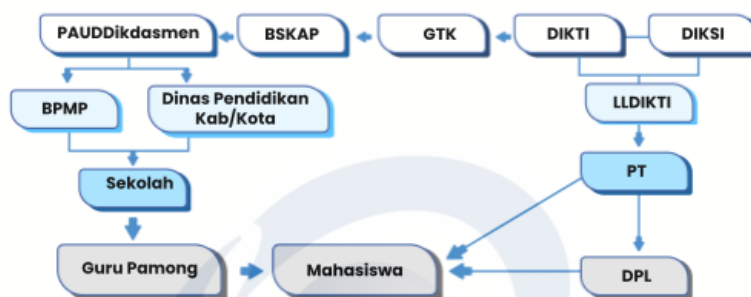 PAUDDikdasmen
BSKAP
GTK
DIKTI
DIKSI
BPMP
Dinas Pendidikan
Kab/Kota
LLDIKTI
Sekolah
PT
Guru Pamong
Mahasiswa
DPL